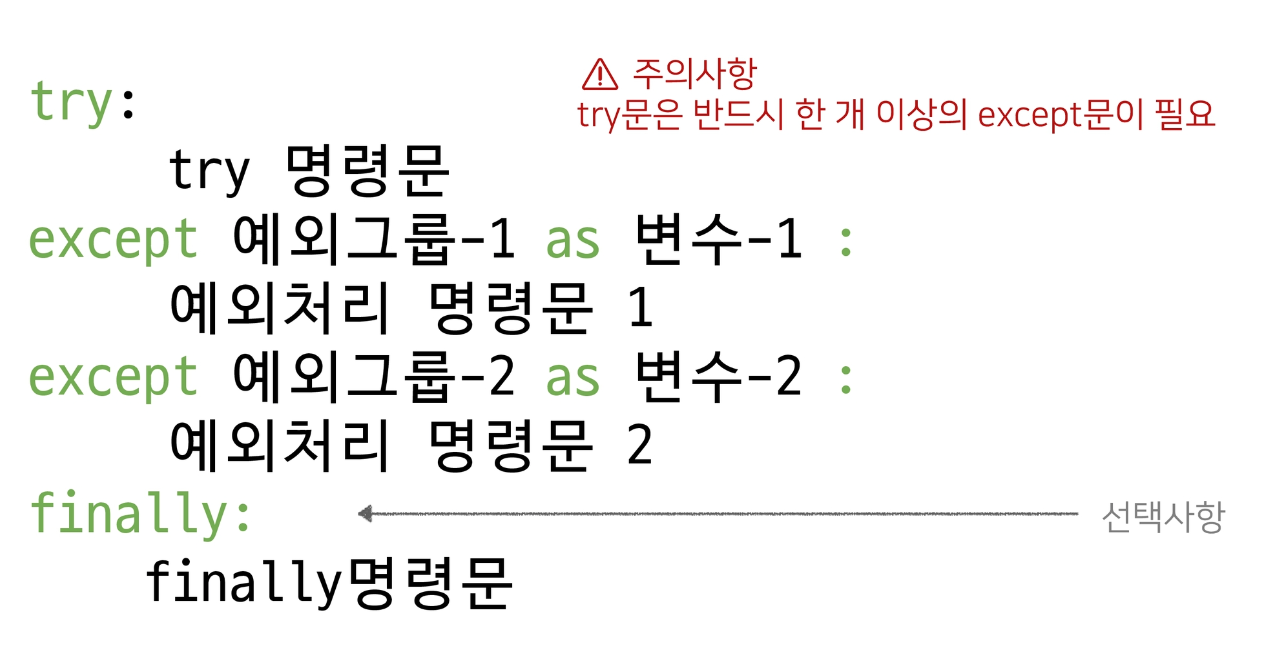 ⚠ 주의사항
try문은 반드시 한 개 이상의 except문이 필요
try:
    try 명령문
except 예외그룹-1 as 변수-1 :
    예외처리 명령문 1
except 예외그룹-2 as 변수-2 :
    예외처리 명령문 2
finally:
선택사항
    finally명령문